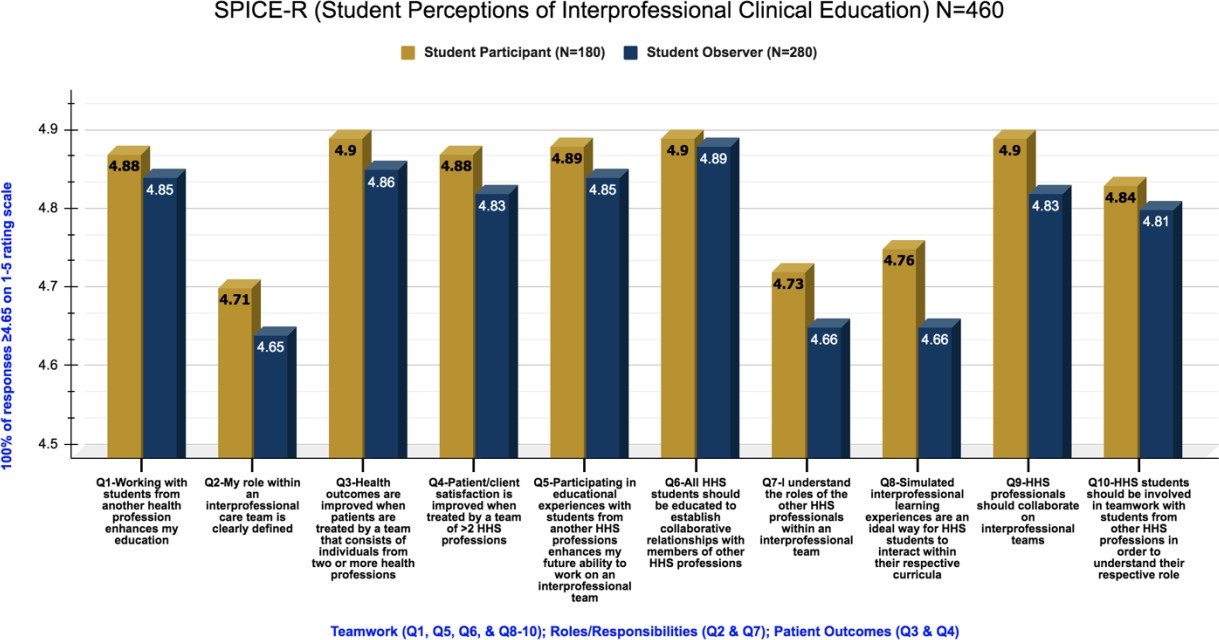 SPICE-R (Student Perceptions of Interprofessional Clinical Education) N=460
Student Participant (N=180)
Student Observer (N=280)
100% of responses ≥4.65 on 1-5 rating scale
4.9
4.8
4.7
4.6
4.5
4.88
4.85
4.71
4.65
4.9
4.86
4.88
4.83
4.89
4.85
4.9
4.89
4.73
4.66
4.76
4.66
4.9
4.83
4.84
4.81
Q1-Working with
students from
another health
profession
enhances my
education
Q2-My role within
an
interprofessional
care team is
clearly defined
Q3-Health
outcomes are
improved when
patients are
treated by a team
that consists of
individuals from
two or more health
professions
Q4-Patient/client
satisfaction is
improved when
treated by a team
of >2 HHS
professions
Q5-Participating in
educational
experiences with
students from
another HHS
professions
enhances my
future ability to
work on an
interprofessional
team
Q6-All HHS
students should
be educated to
establish
collaborative
relationships with
members of other
HHS professions
Q7-I understand
the roles of the
other HHS
professionals
within an
interprofessional
team
Q8-Simulated
interprofessional
learning
experiences are an
ideal way for HHS
students to
interact within
their respective
curricula
Q9-HHS
professionals
should collaborate
on
interprofessional
teams
Q10-HHS students
should be involved
in teamwork with
students from
other HHS
professions in
order to
understand their
respective role
Teamwork (Q1, Q5, Q6, & Q8-10); Roles/Responsibilities (Q2 & Q7); Patient Outcomes (Q3 & Q4)